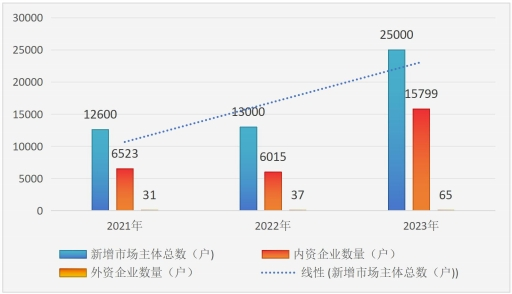 30000
25000
20000
15000
10000
5000
0
12600
6523
31
13000
6015
37
25000
15799
65
2021年
2022年
2023年
新增市场主体总数（户)
内资企业数量（户）
外资企业数量（户）
线性 (新增市场主体总数（户))